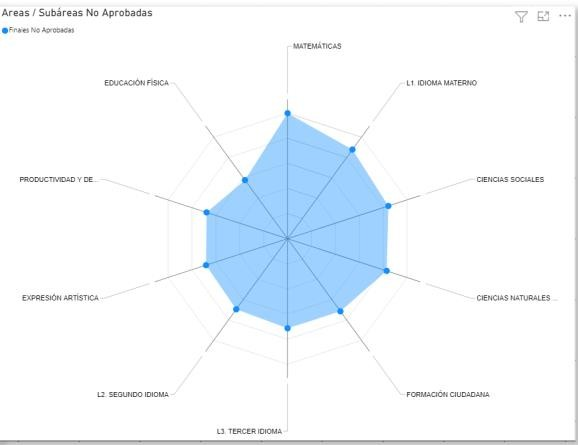 Areas / Subáreas No Aprobadas
Finales No Aprobadas
MATEMÁTICAS
EDUCACIÓN FÍSICA
L1. IDIOMA MATERNO
PRODUCTIVIDAD Y DE...
CIENCIAS SOCIALES
EXPRESIÓN ARTÍSTICA
CIENCIAS NATURALES ...
L2. SEGUNDO IDIOMA
FORMACIÓN CIUDADANA
L3. TERCER IDIOMA